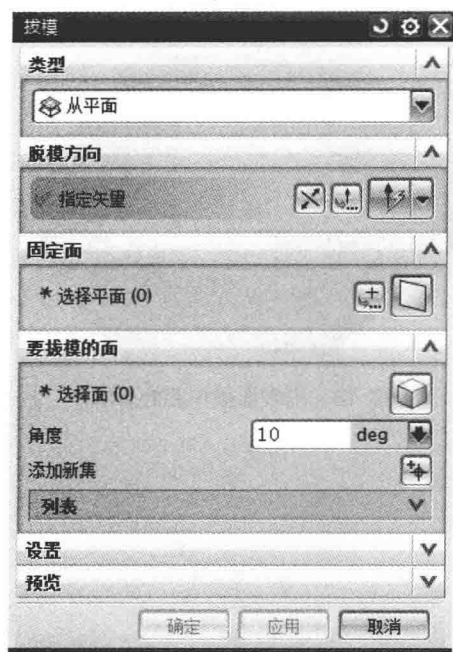 拔模
类型
从平面
脱模方向
指定矢量
固定面
* 选择平面 (0)
要拔模的面
* 选择面 (0)
角度 10 deg
添加新集
列表
设置
预览
确定 应用 取消